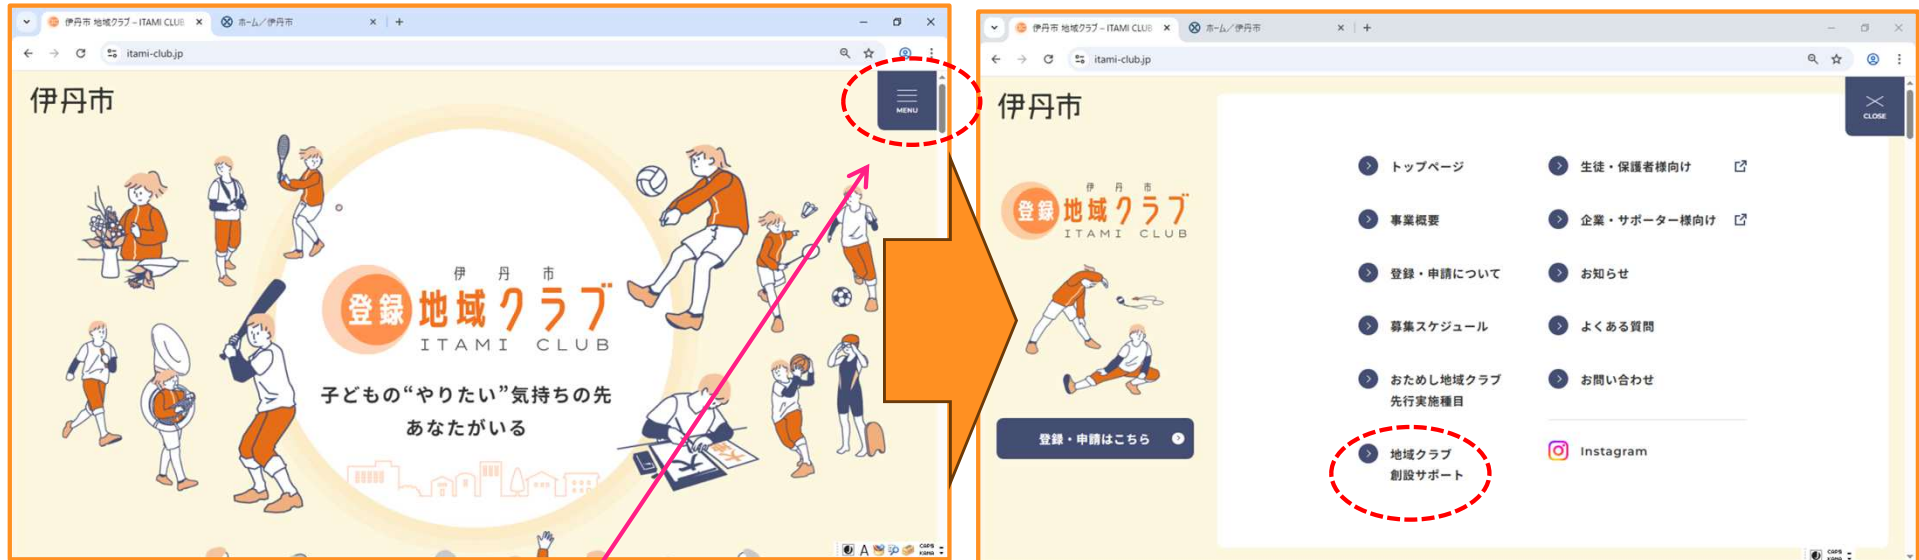 伊丹市 地域クラブ – ITAMI CLUB
ホーム／伊丹市
itami-club.jp
伊丹市
MENU
伊丹市
登録 地域クラブ
ITAMI CLUB
子どもの“やりたい”気持ちの先
あなたがいる
A
CAPS
KANA
伊丹市 地域クラブ – ITAMI CLUB
ホーム／伊丹市
itami-club.jp
伊丹市
CLOSE
伊丹市
登録 地域クラブ
ITAMI CLUB
登録・申請はこちら
トップページ
事業概要
登録・申請について
募集スケジュール
おためし地域クラブ
先行実施種目
地域クラブ
創設サポート
生徒・保護者様向け
企業・サポーター様向け
お知らせ
よくある質問
お問い合わせ
Instagram
CAPS
KANA